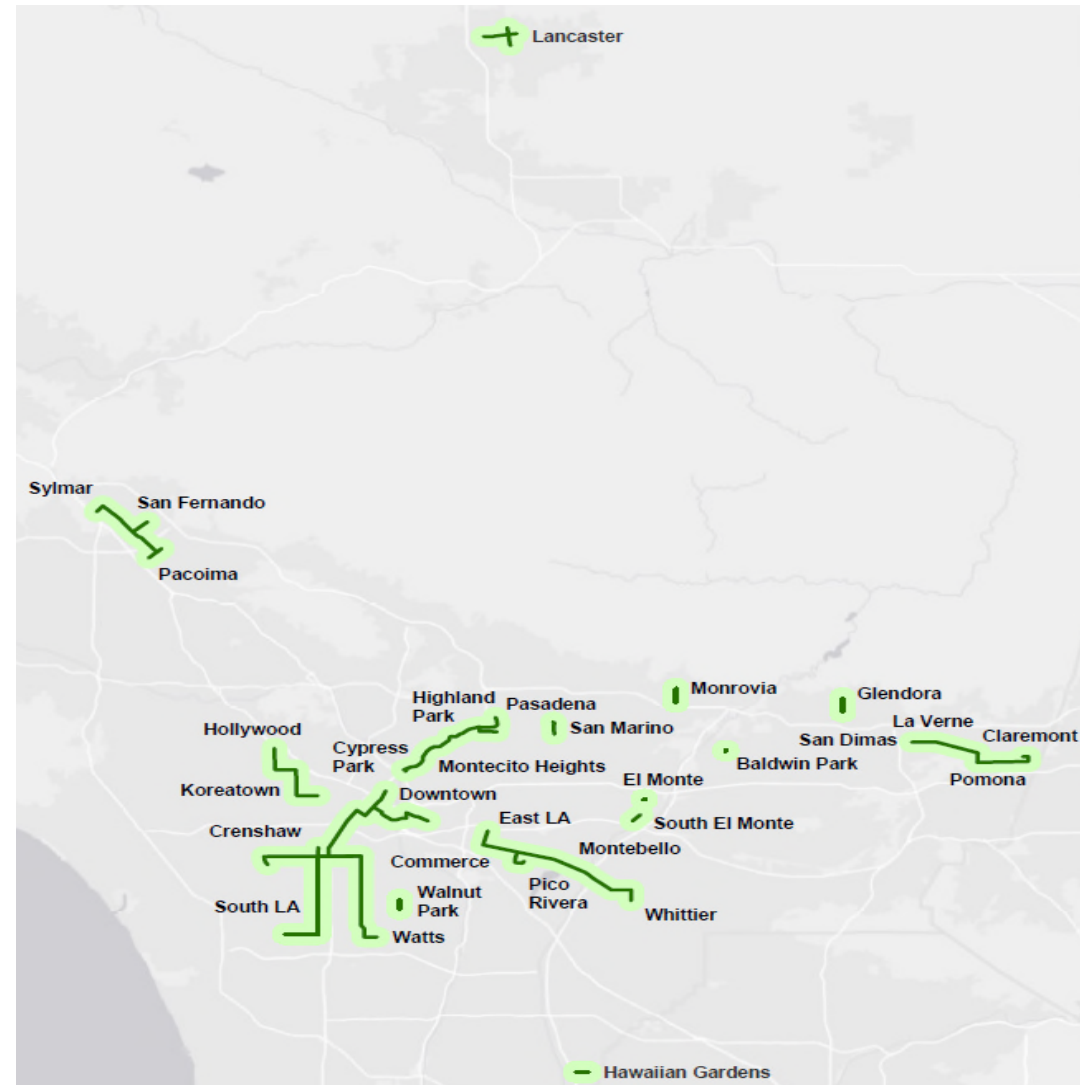 Lancaster
Sylmar
San Fernando
Pacoima
Monrovia
Glendora
Highland
Park
Pasadena
La Verne
San Marino
Hollywood
Claremont
San Dimas
Cypress
Park
Montecito Heights
Baldwin Park
El Monte
Pomona
Koreatown
Downtown
East LA
South El Monte
Crenshaw
Montebello
Commerce
Pico
Rivera
Walnut
Park
South LA
Whittier
Watts
Hawaiian Gardens